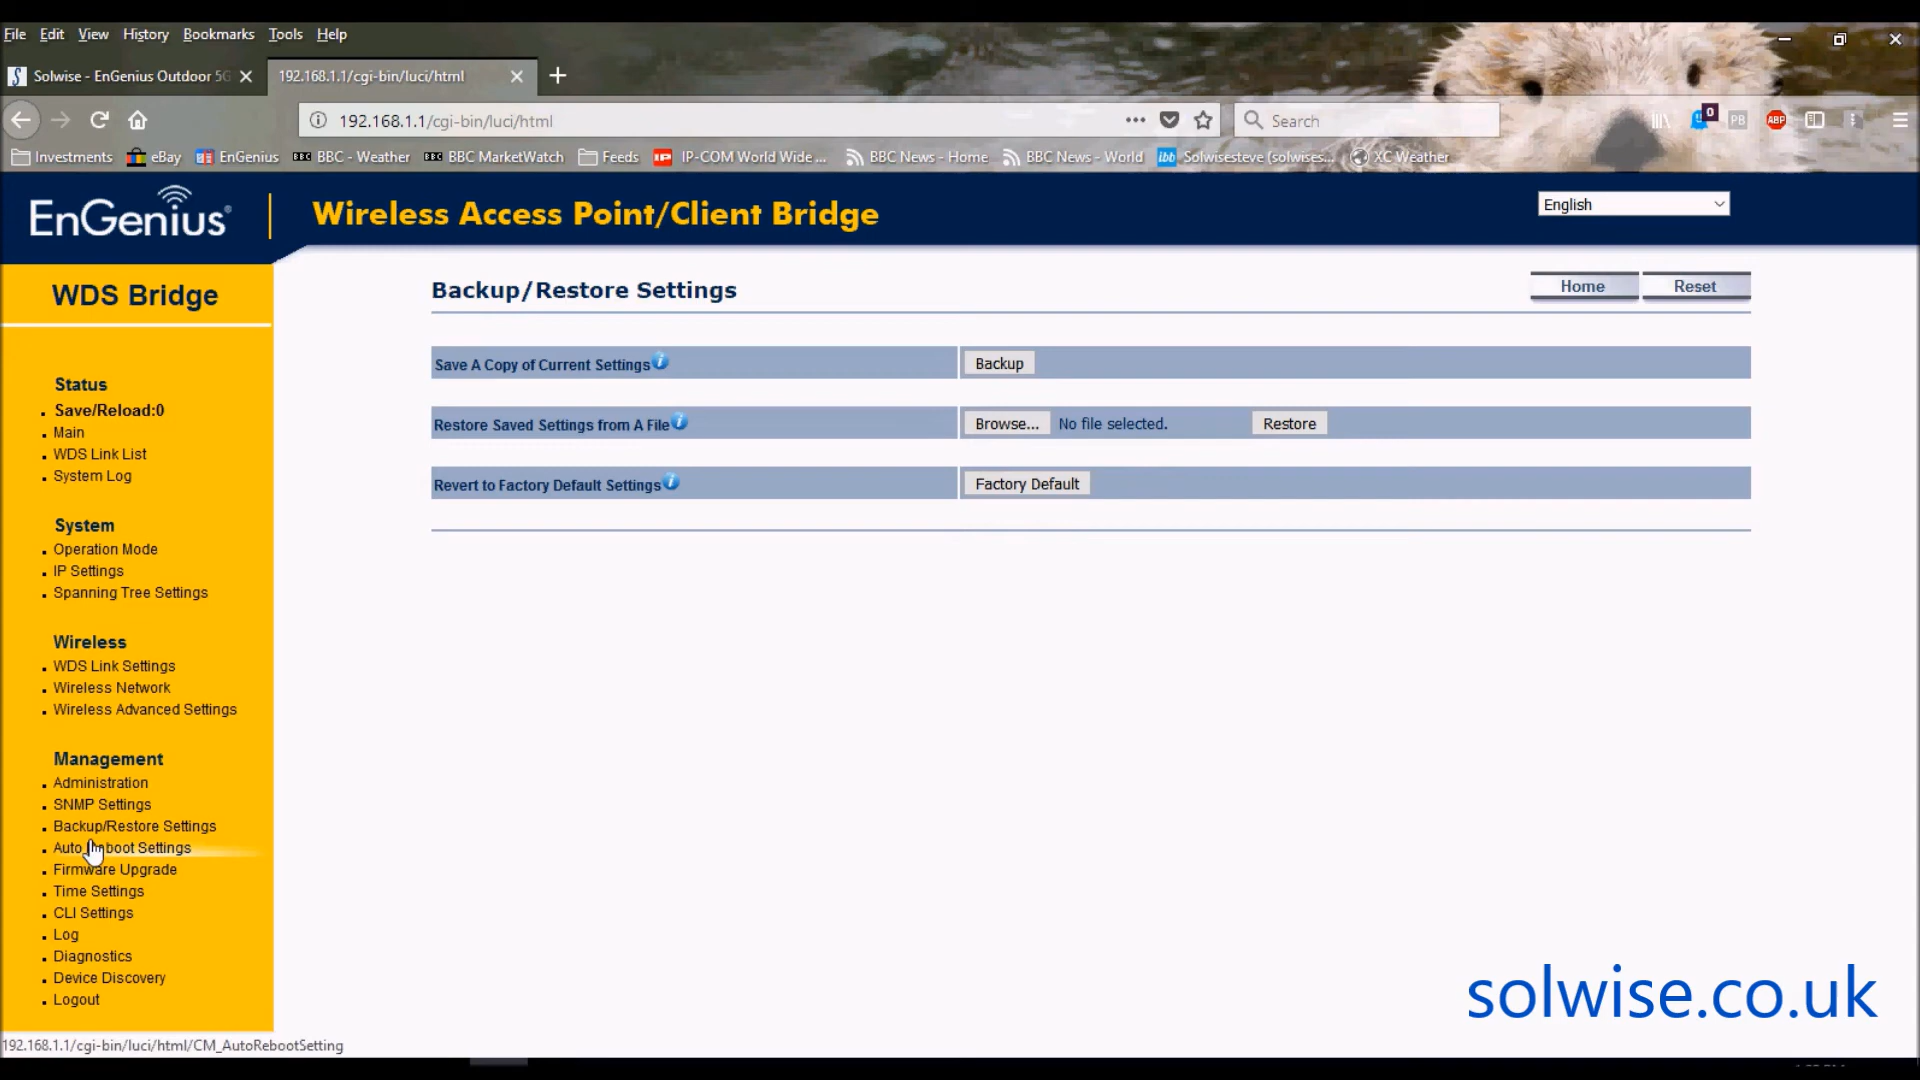 File Edit View History Bookmarks Tools Help
Solwise - EnGenius Outdoor 5G
192.168.1.1/cgi-bin/luci/html
192.168.1.1/cgi-bin/luci/html
Search
0
PB
ABP
Investments eBay EnGenius BBC - Weather BBC MarketWatch Feeds IP-COM World Wide ... BBC News - Home BBC News - World Solwisesteve (solwises... XC Weather
EnGenius®
Wireless Access Point/Client Bridge
English
WDS Bridge
Status
Save/Reload:0
Main
WDS Link List
System Log
System
Operation Mode
IP Settings
Spanning Tree Settings
Wireless
WDS Link Settings
Wireless Network
Wireless Advanced Settings
Management
Administration
SNMP Settings
Backup/Restore Settings
Auto Reboot Settings
Firmware Upgrade
Time Settings
CLI Settings
Log
Diagnostics
Device Discovery
Logout
Backup/Restore Settings
Home Reset
Save A Copy of Current Settings Backup
Restore Saved Settings from A File Browse... No file selected. Restore
Revert to Factory Default Settings Factory Default
solwise.co.uk
192.168.1.1/cgi-bin/luci/html/CM_AutoRebootSetting